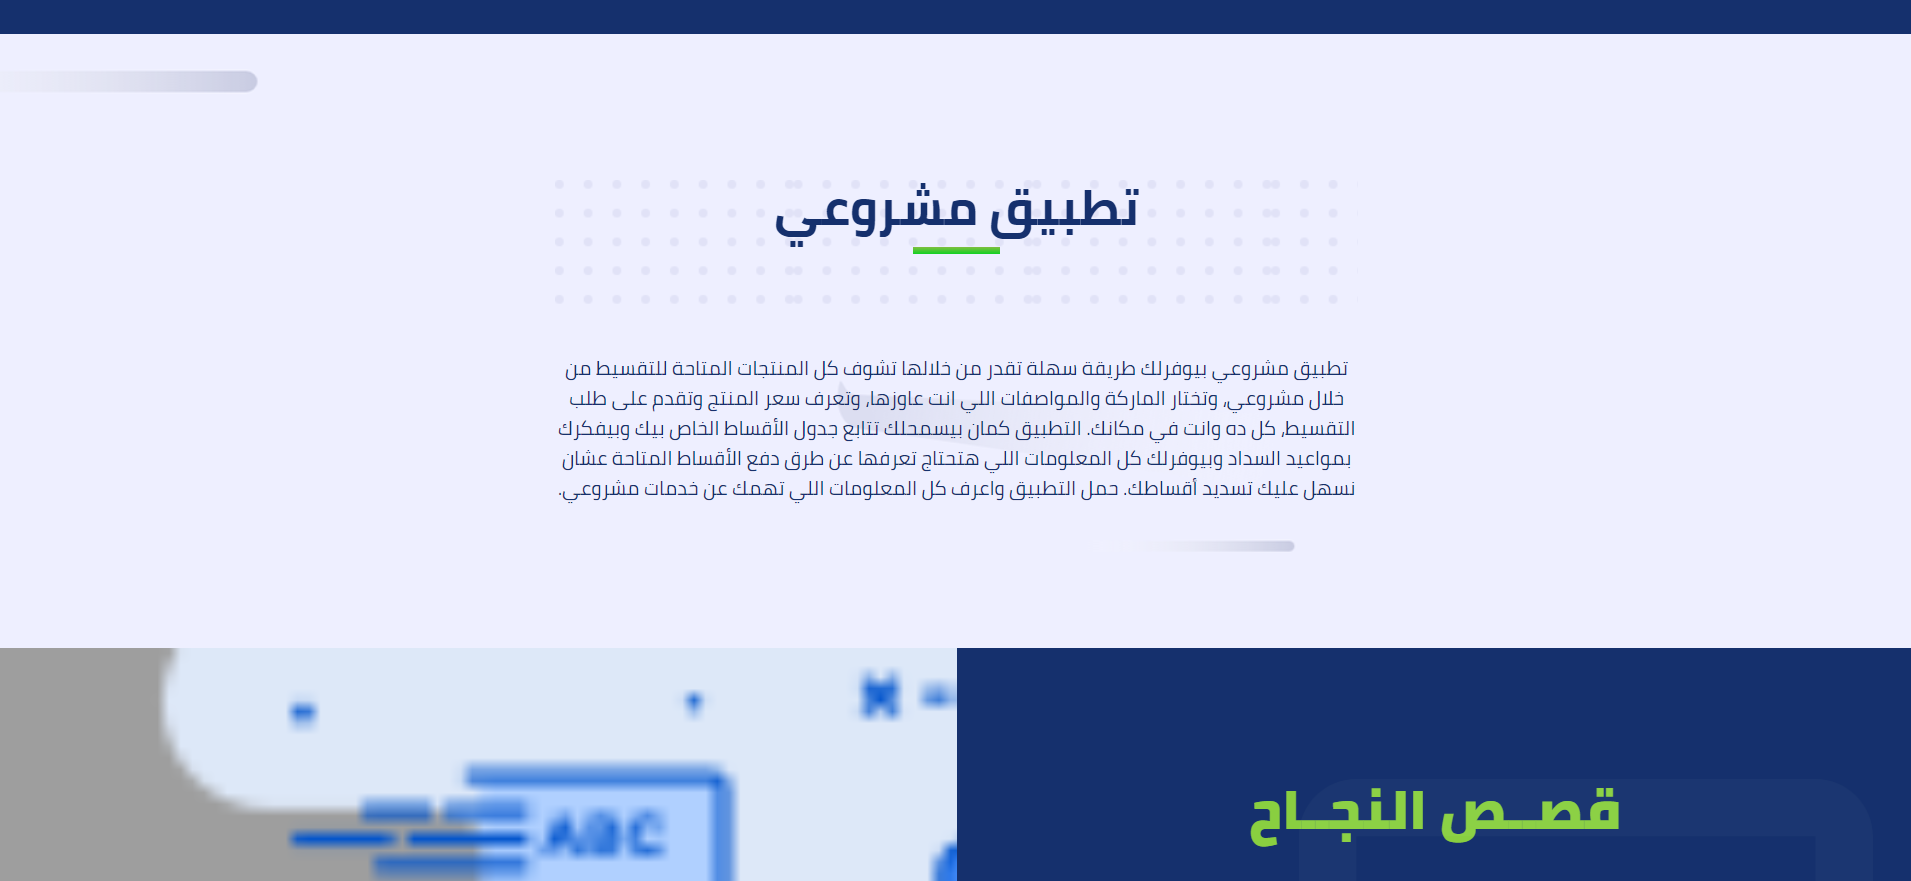 تطبيق مشروعي
تطبيق مشروعي بيوفرلك طريقة سهلة تقدر من خلالها تشوف كل المنتجات المتاحة للتقسيط من
خلال مشروعي، وتختار الماركة والمواصفات اللي انت عاوزها، وتعرف سعر المنتج وتقدم على طلب
التقسيط، كل ده وانت في مكانك. التطبيق كمان بيسمحلك تتابع جدول الأقساط الخاص بيك وبيفكرك
بمواعيد السداد وبيوفرلك كل المعلومات اللي هتحتاج تعرفها عن طرق دفع الأقساط المتاحة عشان
نسهل عليك تسديد أقساطك. حمل التطبيق واعرف كل المعلومات اللي تهمك عن خدمات مشروعي.
قصــص النجــاح
ABC